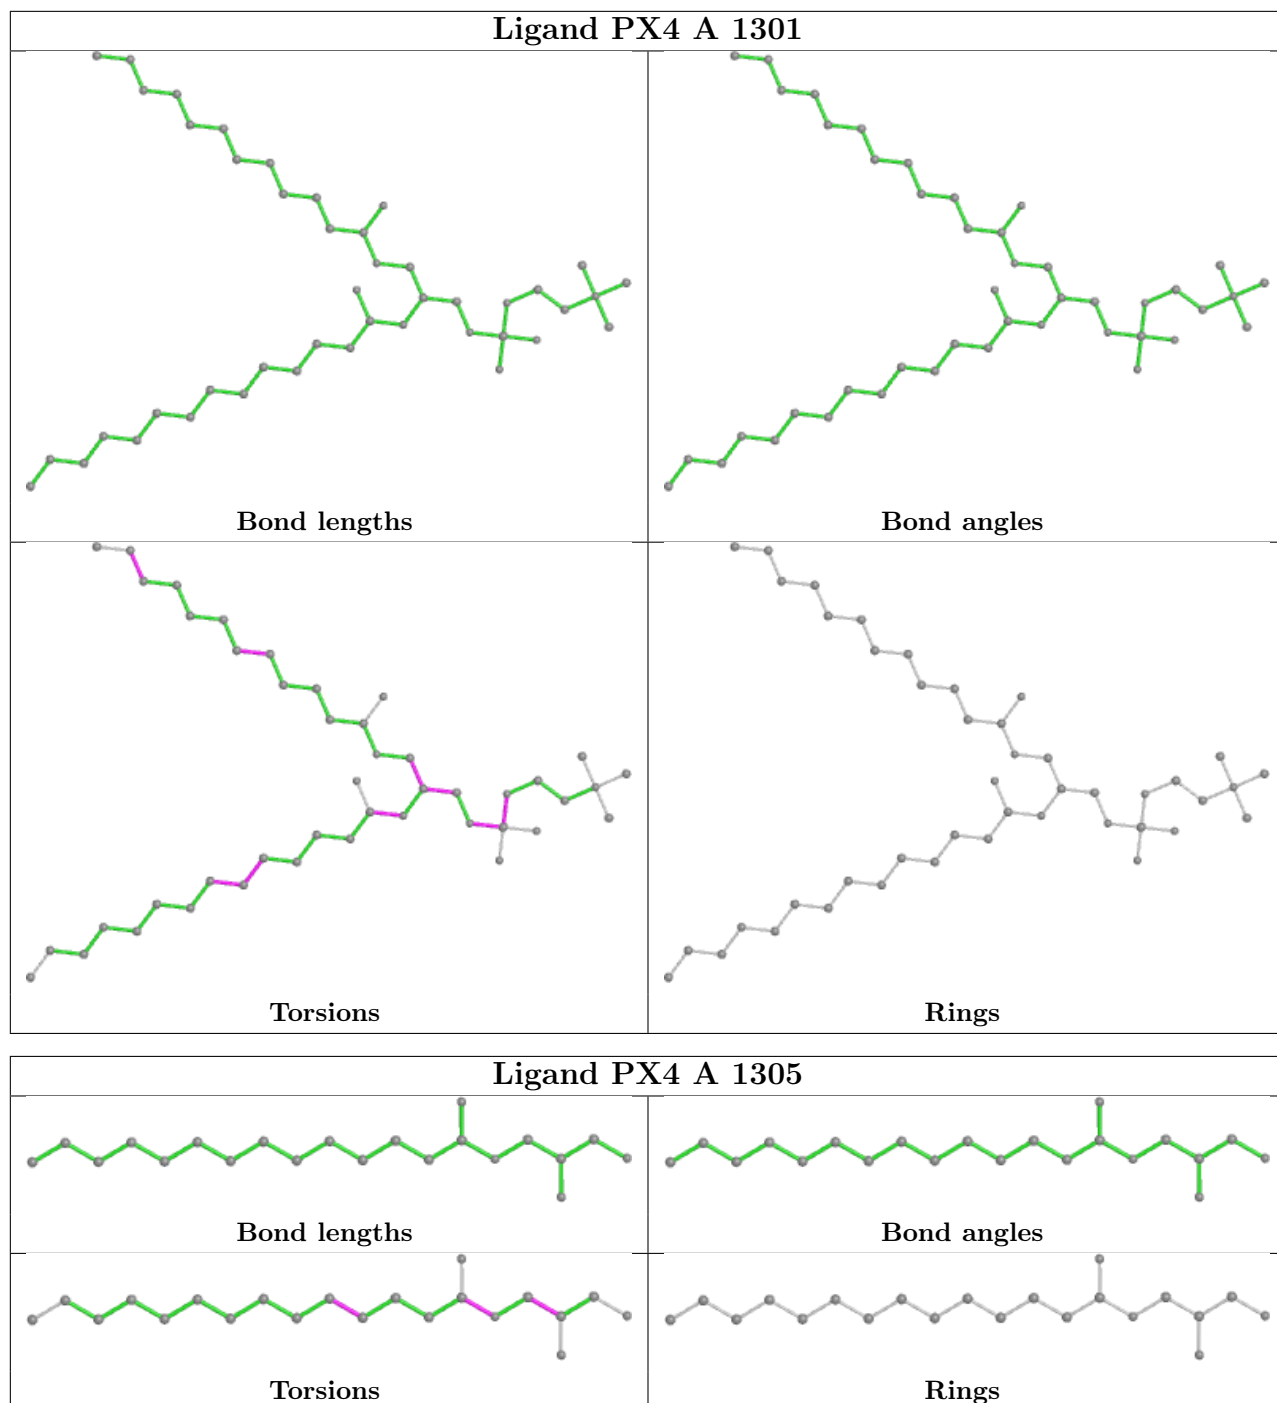 Ligand PX4 A 1301
Bond lengths
Bond angles
Torsions
Rings
Ligand PX4 A 1305
Bond lengths
Bond angles
Torsions
Rings